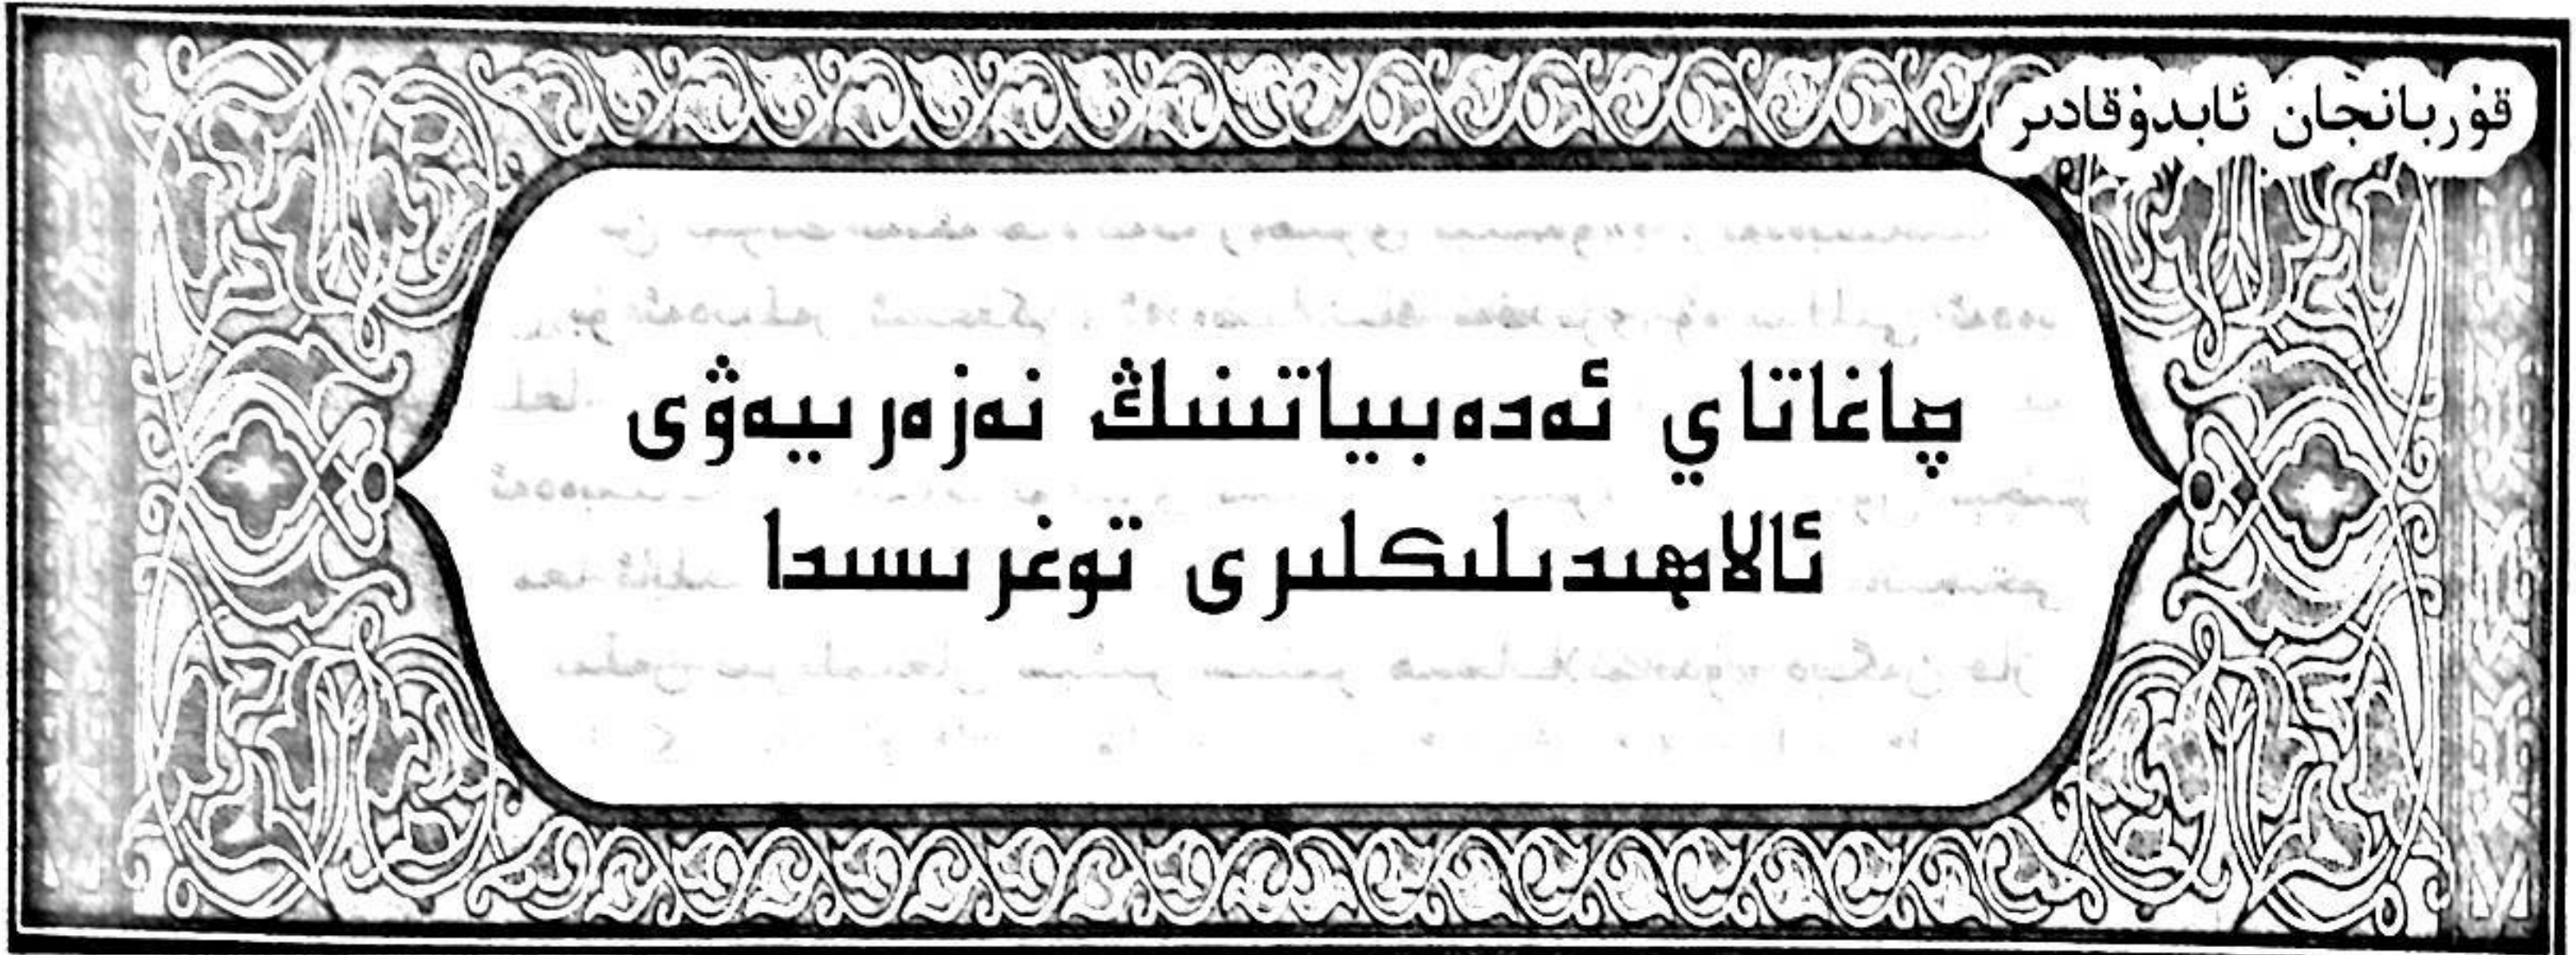 قۇربانجان ئابدۇقادىر
چاغاتاي ئەدەبىياتىنىڭ نەزەرىيەۋى
ئالاھىدىلىكلىرى توغرىسىدا